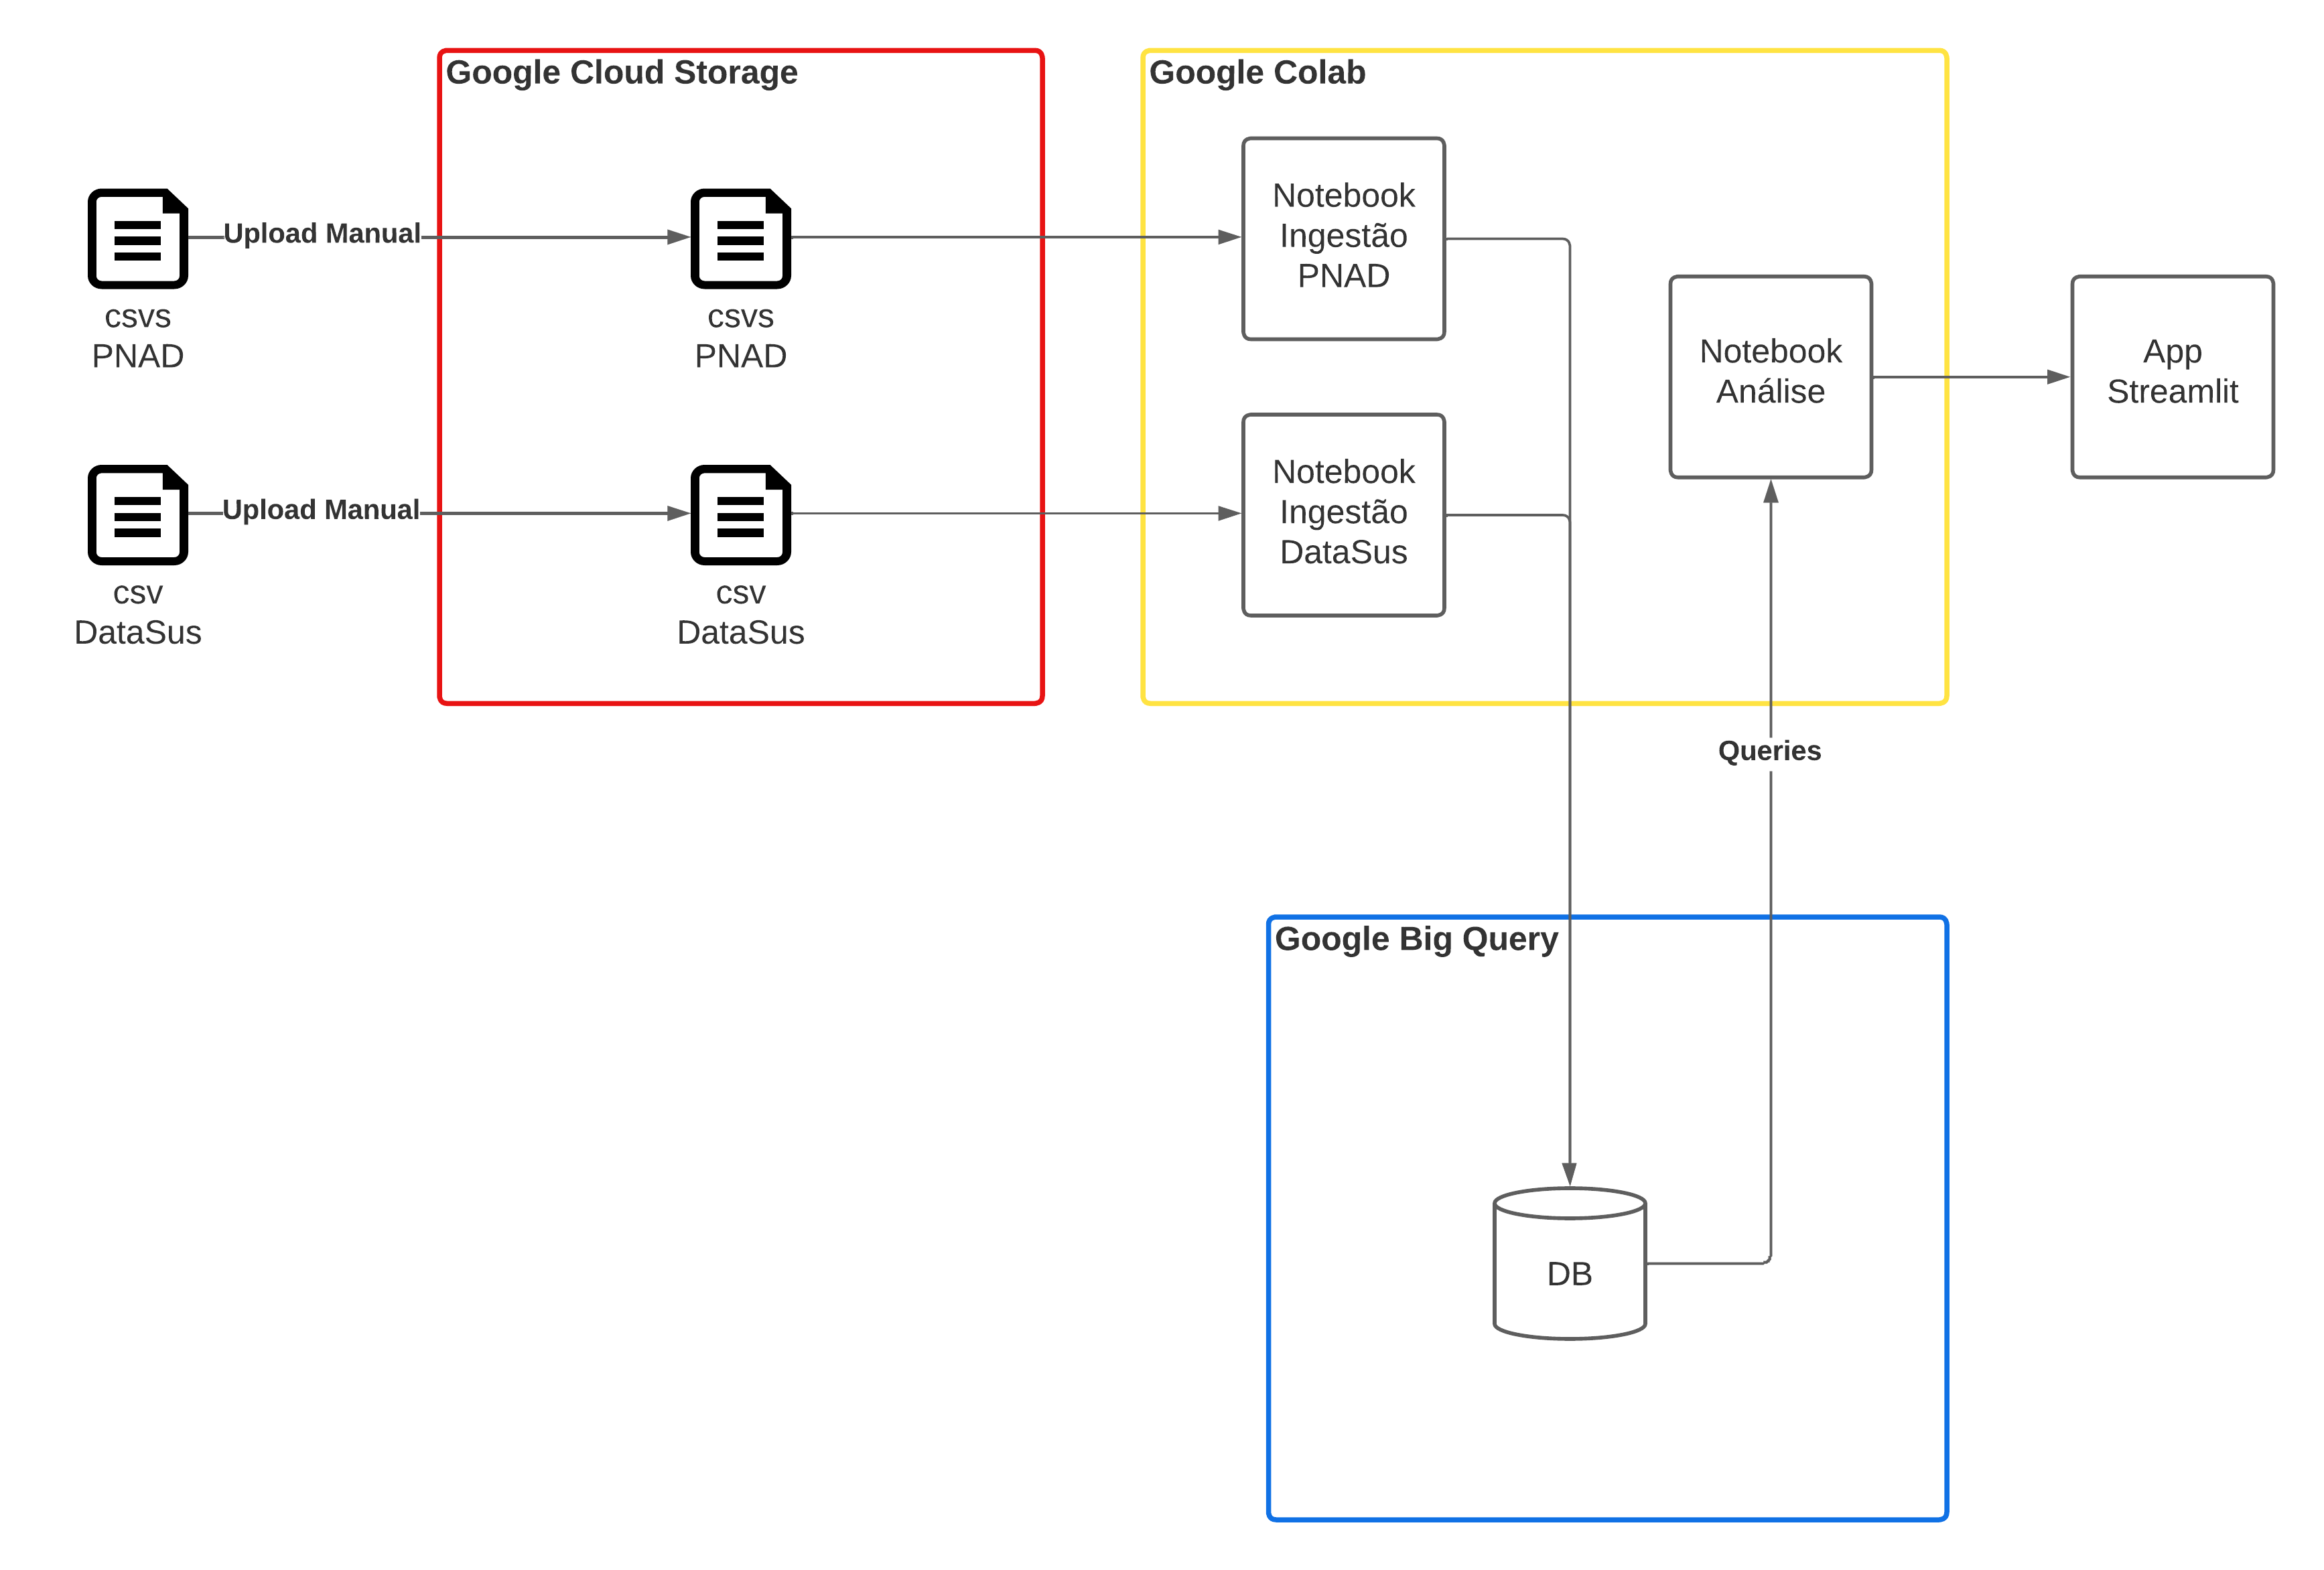 Google Cloud Storage
Google Colab
Upload Manual
csvs
PNAD
csvs
PNAD
Notebook
Ingestão
PNAD
Notebook
Análise
App
Streamlit
Upload Manual
csv
DataSus
csv
DataSus
Notebook
Ingestão
DataSus
Queries
Google Big Query
DB